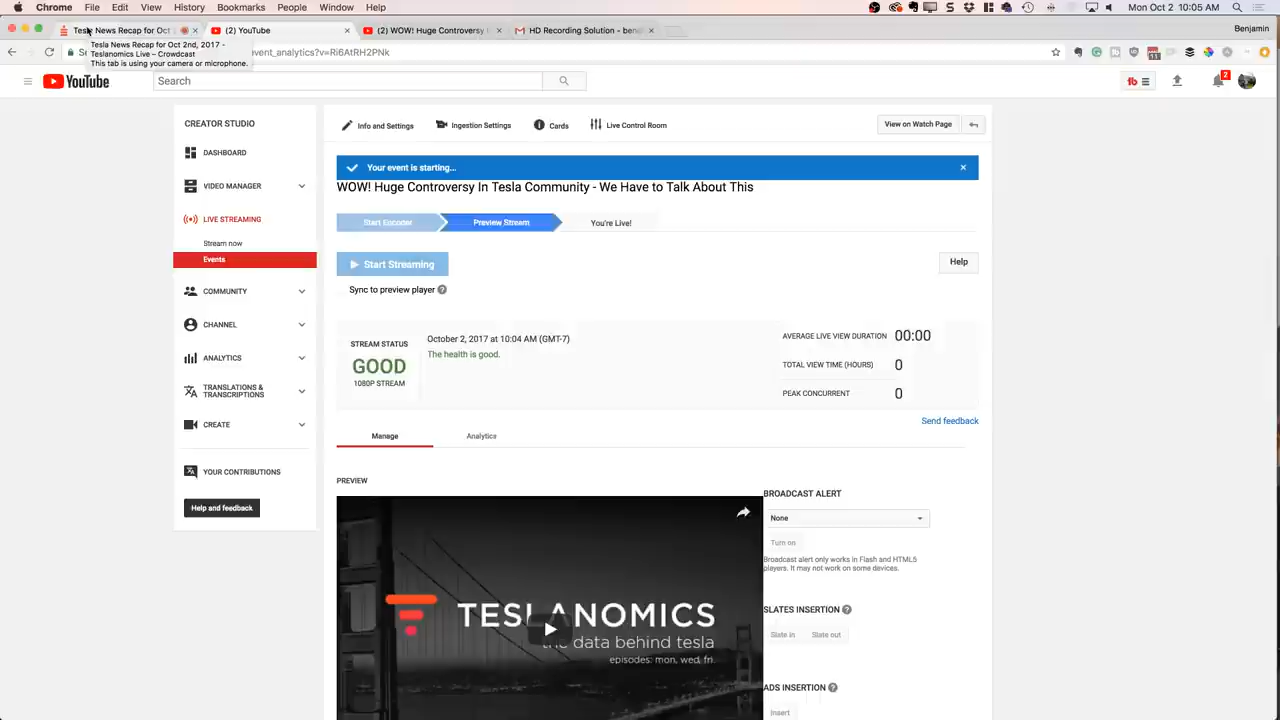 Chrome File Edit View History Bookmarks People Window Help Mon Oct 2 10:05 AM
Tesla News Recap for Oct (2) YouTube (2) WOW! Huge Controversy HD Recording Solution - ben Benjamin
Tesla News Recap for Oct 2nd, 2017 -
Teslanomics Live – Crowdcast
This tab is using your camera or microphone.
event_analytics?v=Ri6AtRH2PNk
YouTube Search 2
CREATOR STUDIO
DASHBOARD
VIDEO MANAGER
LIVE STREAMING
Stream now
Events
COMMUNITY
CHANNEL
ANALYTICS
TRANSLATIONS &
TRANSCRIPTIONS
CREATE
YOUR CONTRIBUTIONS
Help and feedback
Info and Settings Ingestion Settings Cards Live Control Room View on Watch Page
Your event is starting...
WOW! Huge Controversy In Tesla Community - We Have to Talk About This
Start Encoder Preview Stream You're Live!
Start Streaming Help
Sync to preview player
STREAM STATUS
GOOD
1080P STREAM
October 2, 2017 at 10:04 AM (GMT-7)
The health is good.
AVERAGE LIVE VIEW DURATION 00:00
TOTAL VIEW TIME (HOURS) 0
PEAK CONCURRENT 0
Send feedback
Manage Analytics
PREVIEW
TESLANOMICS
the data behind tesla
episodes: mon, wed, fri.
BROADCAST ALERT
None
Turn on
Broadcast alert only works in Flash and HTML5
players. It may not work on some devices.
SLATES INSERTION
Slate in Slate out
ADS INSERTION
Insert